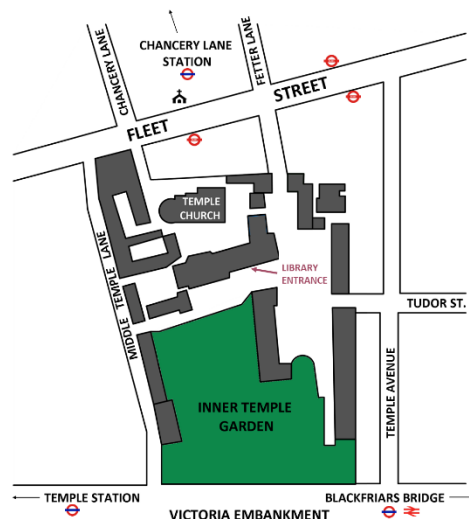 CHANCERY LANE
STATION
CHANCERY LANE
FETTER LANE
FLEET STREET
TEMPLE
CHURCH
LIBRARY
ENTRANCE
MIDDLE TEMPLE LANE
TUDOR ST.
TEMPLE AVENUE
INNER TEMPLE
GARDEN
TEMPLE STATION
BLACKFRIARS BRIDGE
VICTORIA EMBANKMENT